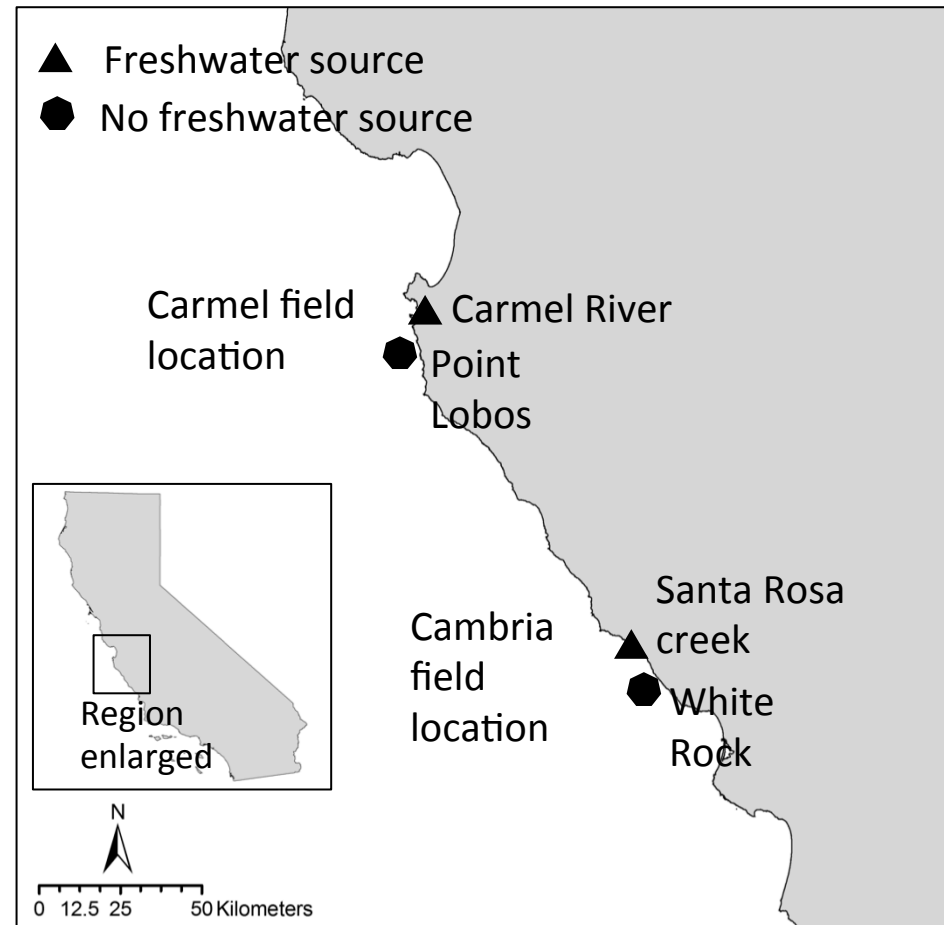 Freshwater source
No freshwater source
Carmel field
location
Carmel River
Point
Lobos
Santa Rosa
creek
Cambria
field
location
White
Rock
Region
enlarged
N
0 12.5 25 50 Kilometers